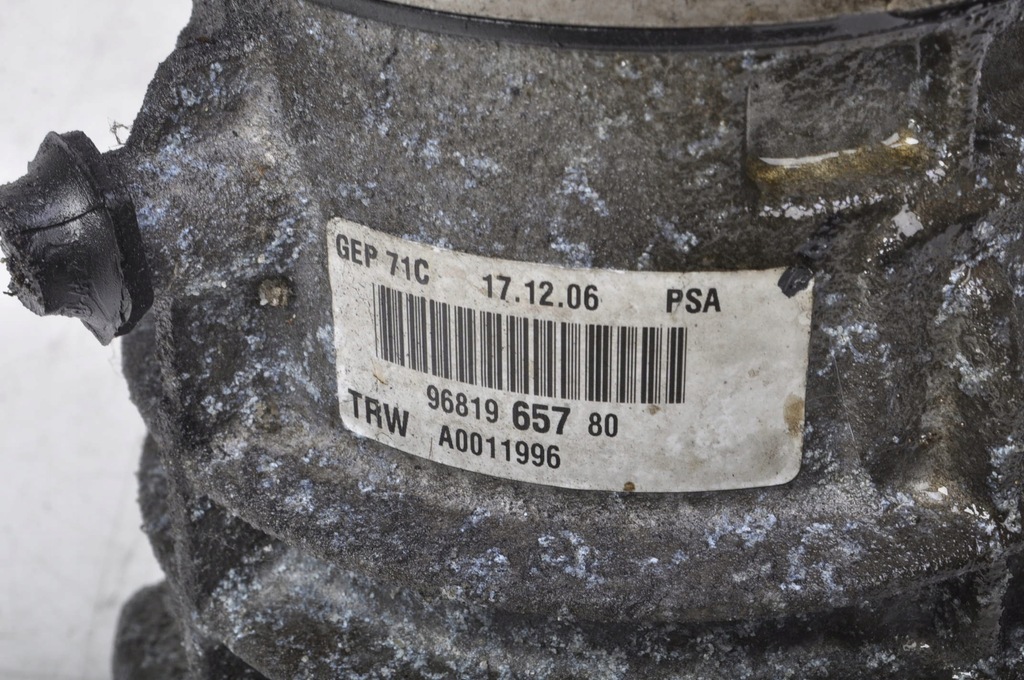 GEP 71C 17.12.06 PSA
96819 657 80
TRW A0011996